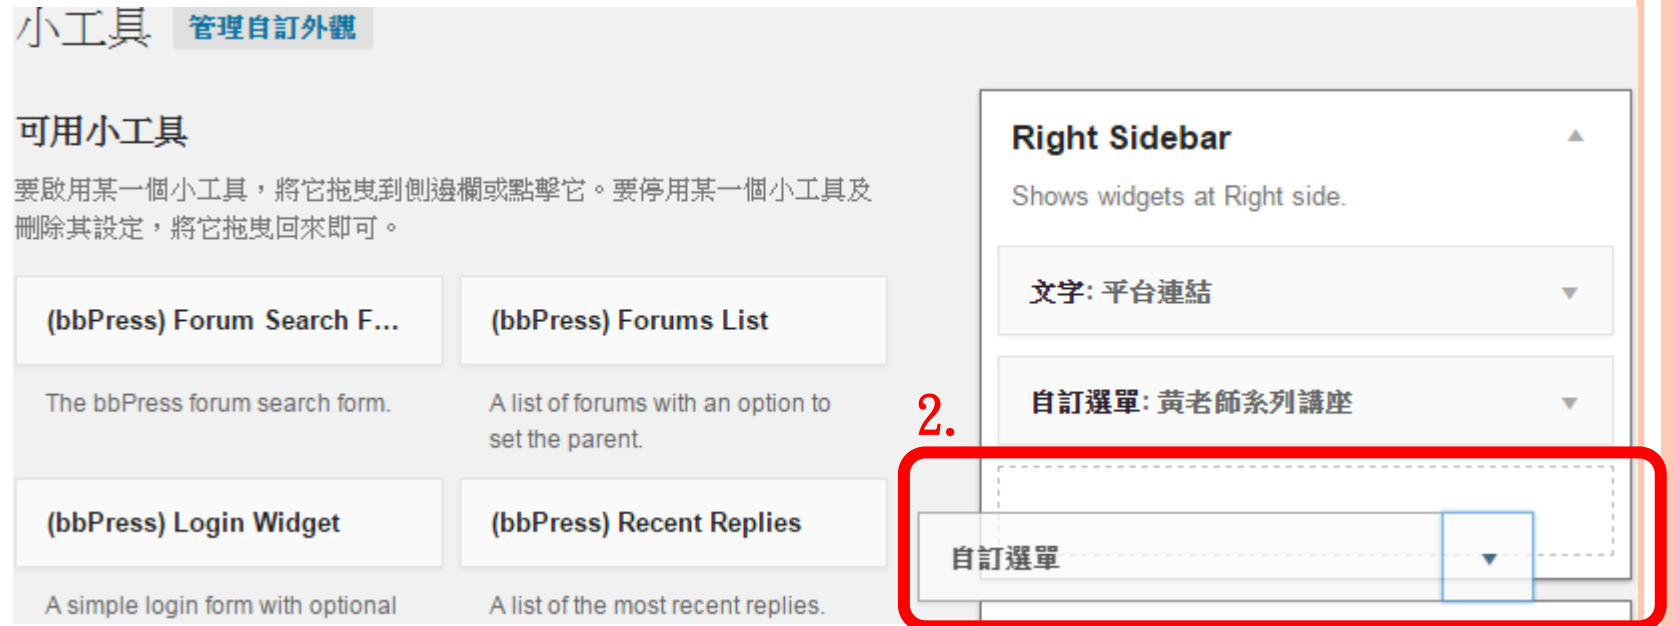 小工具 管理自訂外觀
可用小工具
要啟用某一個小工具，將它拖曳到側邊欄或點擊它。要停用某一個小工具及
刪除其設定，將它拖曳回來即可。
(bbPress) Forum Search F...
The bbPress forum search form.
(bbPress) Forums List
A list of forums with an option to
set the parent.
(bbPress) Login Widget
A simple login form with optional
(bbPress) Recent Replies
A list of the most recent replies.
Right Sidebar
Shows widgets at Right side.
文字: 平台連結
自訂選單: 黃老師系列講座
2.
自訂選單